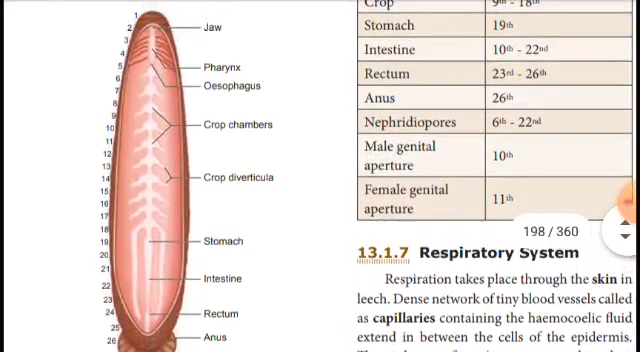 1
2
3
4
5
6
7
8
9
10
11
12
13
14
15
16
17
18
19
20
21
22
23
24
25
26
Jaw
Pharynx
Oesophagus
Crop chambers
Crop diverticula
Stomach
Intestine
Rectum
Anus
Crop 9th - 18th
Stomach 19th
Intestine 10th - 22nd
Rectum 23rd - 26th
Anus 26th
Nephridiopores 6th - 22nd
Male genital
aperture 10th
Female genital
aperture 11th
198 / 360
13.1.7 Respiratory System
Respiration takes place through the skin in
leech. Dense network of tiny blood vessels called
as capillaries containing the haemocoelic fluid
extend in between the cells of the epidermis.